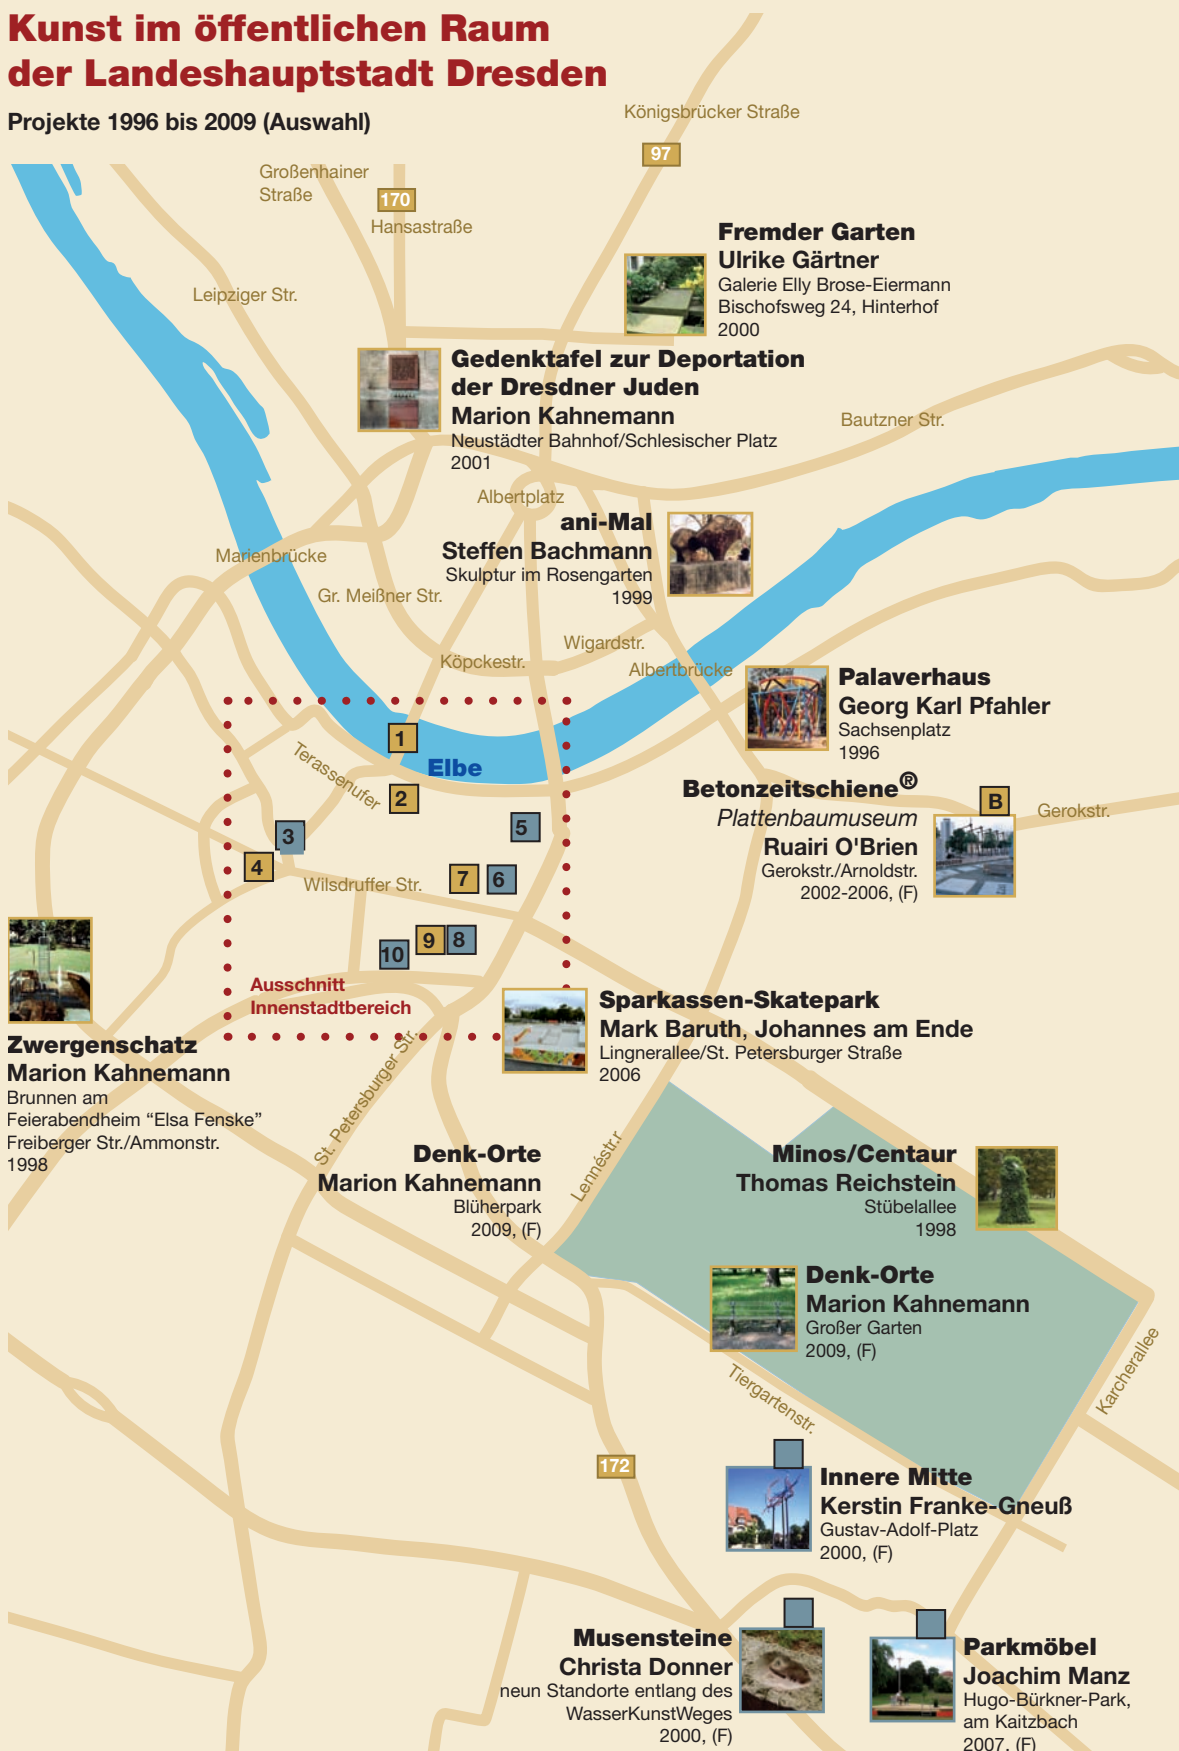 Kunst im öffentlichen Raum
der Landeshauptstadt Dresden
Projekte 1996 bis 2009 (Auswahl)
Königsbrücker Straße
97
Großenhainer
Straße
170
Hansastraße
Leipziger Str.
Fremder Garten
Ulrike Gärtner
Galerie Elly Brose-Eiermann
Bischofsweg 24, Hinterhof
2000
Gedenktafel zur Deportation
der Dresdner Juden
Marion Kahnemann
Neustädter Bahnhof/Schlesischer Platz
2001
Bautzner Str.
Albertplatz
ani-Mal
Steffen Bachmann
Skulptur im Rosengarten
1999
Marienbrücke
Gr. Meißner Str.
Wigardstr.
Köpckestr.
Albertbrücke
Palaverhaus
Georg Karl Pfahler
Sachsenplatz
1996
1
Elbe
Terassenufer
2
Betonzeitschiene®
Plattenbaumuseum
Ruairi O'Brien
Gerokstr./Arnoldstr.
2002-2006, (F)
B
Gerokstr.
3
5
4
Wilsdruffer Str.
7
6
10
9
8
Ausschnitt
Innenstadtbereich
Zwergenschatz
Marion Kahnemann
Brunnen am
Feierabendheim “Elsa Fenske”
Freiberger Str./Ammonstr.
1998
Sparkassen-Skatepark
Mark Baruth, Johannes am Ende
Lingnerallee/St. Petersburger Straße
2006
St. Petersburger Str.
Denk-Orte
Marion Kahnemann
Blüherpark
2009, (F)
Lennéstr.r
Minos/Centaur
Thomas Reichstein
Stübelallee
1998
Denk-Orte
Marion Kahnemann
Großer Garten
2009, (F)
Tiergartenstr.
Karcherallee
172
Innere Mitte
Kerstin Franke-Gneuß
Gustav-Adolf-Platz
2000, (F)
Musensteine
Christa Donner
neun Standorte entlang des
WasserKunstWeges
2000, (F)
Parkmöbel
Joachim Manz
Hugo-Bürkner-Park,
am Kaitzbach
2007, (F)